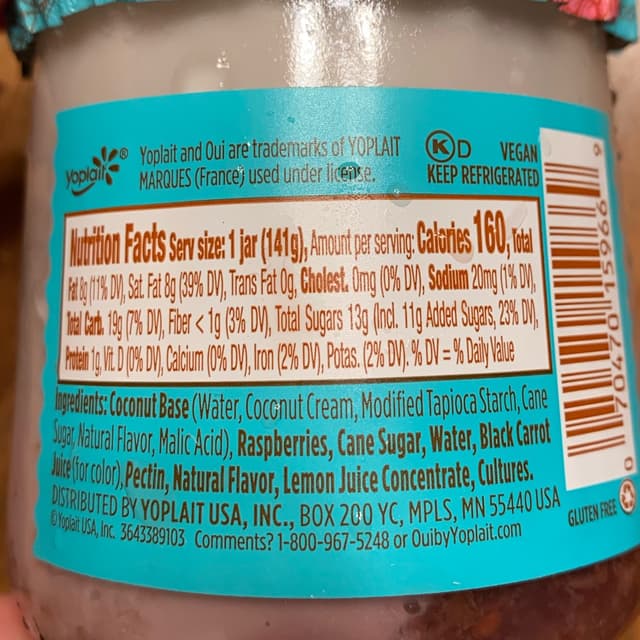 Yoplait®
Yoplait and Oui are trademarks of YOPLAIT
MARQUES (France) used under license.
K D VEGAN
KEEP REFRIGERATED
Nutrition Facts Serv size: 1 jar (141g), Amount per serving: Calories 160, Total
Fat 8g (11% DV), Sat. Fat 8g (39% DV), Trans Fat 0g, Cholest. 0mg (0% DV), Sodium 20mg (1% DV),
Total Carb. 19g (7% DV), Fiber < 1g (3% DV), Total Sugars 13g (Incl. 11g Added Sugars, 23% DV),
Protein 1g, Vit. D (0% DV), Calcium (0% DV), Iron (2% DV), Potas. (2% DV). % DV = % Daily Value
Ingredients: Coconut Base (Water, Coconut Cream, Modified Tapioca Starch, Cane
Sugar, Natural Flavor, Malic Acid), Raspberries, Cane Sugar, Water, Black Carrot
Juice (for color), Pectin, Natural Flavor, Lemon Juice Concentrate, Cultures.
DISTRIBUTED BY YOPLAIT USA, INC., BOX 200 YC, MPLS, MN 55440 USA
© Yoplait USA, Inc. 3643389103 Comments? 1-800-967-5248 or OuibyYoplait.com
GLUTEN FREE
0 70470 15966 9